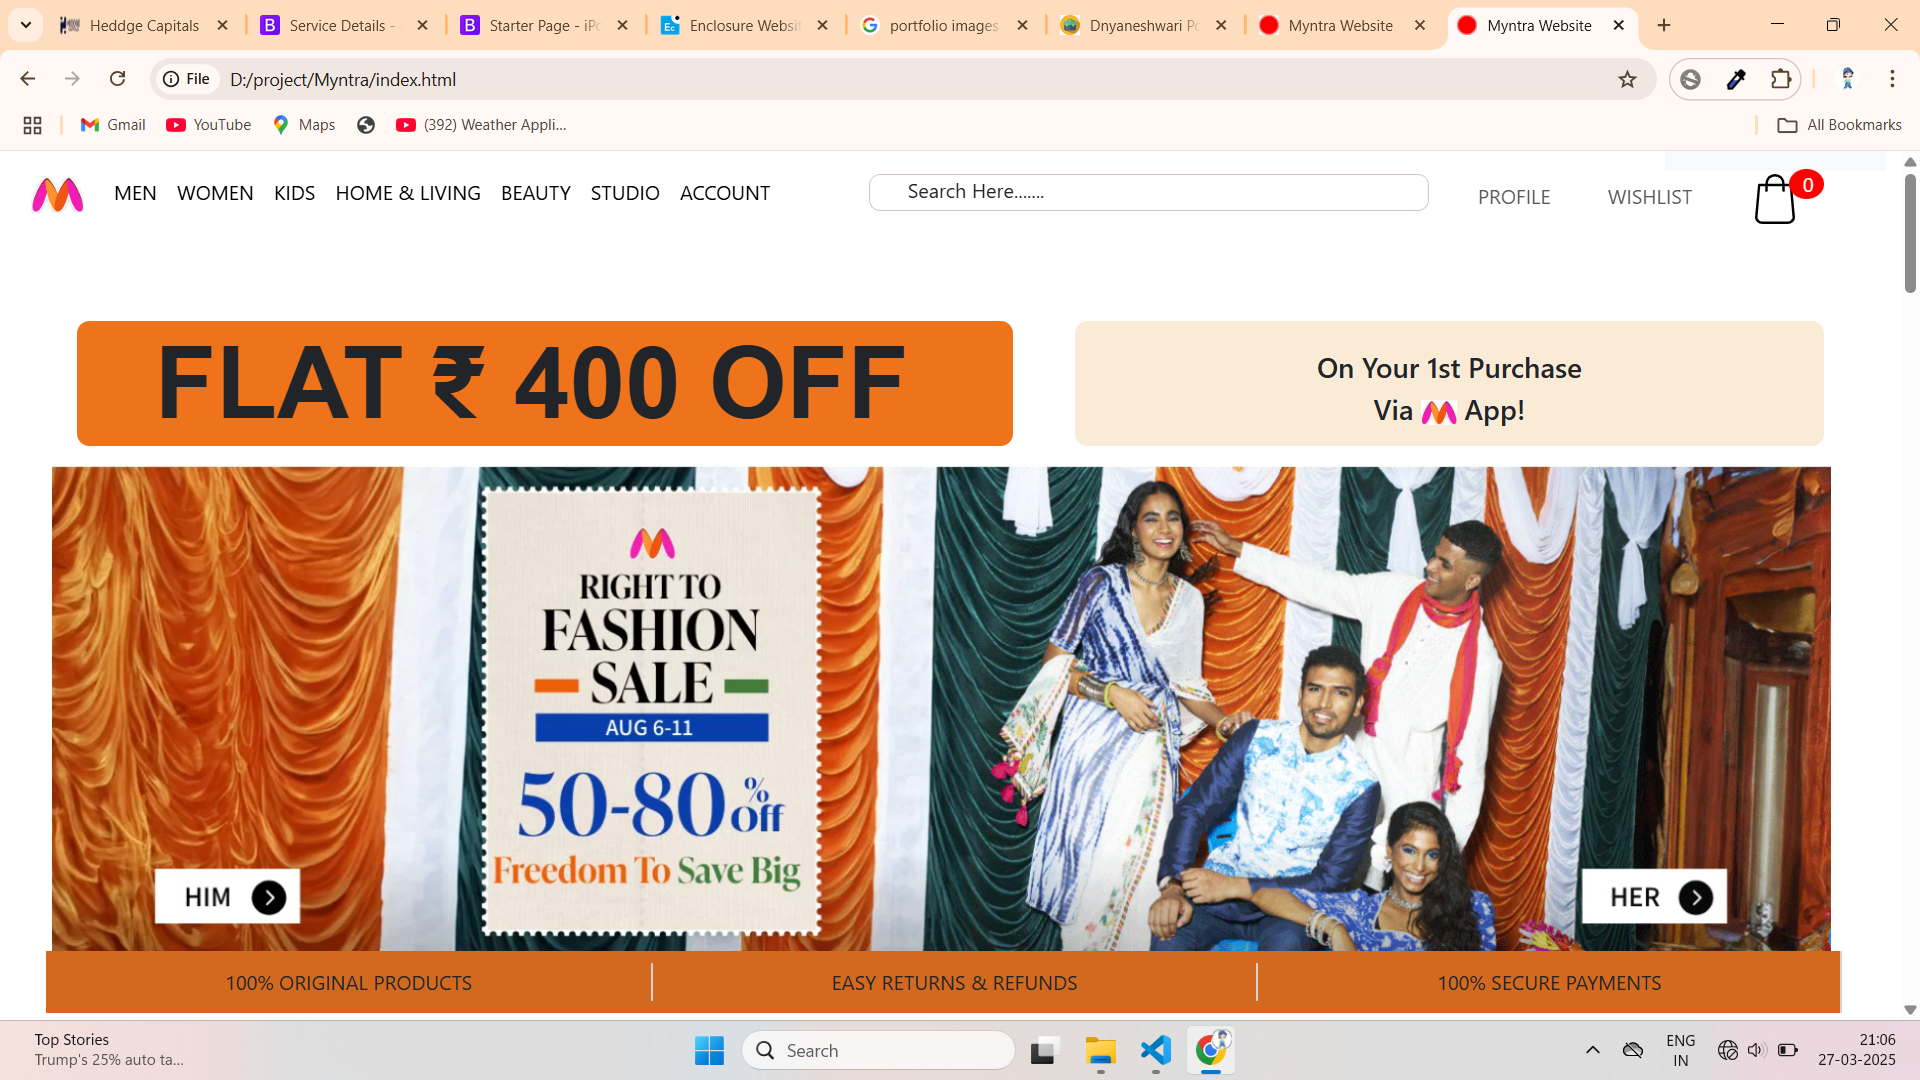 Heddge Capitals
Service Details -
Starter Page - iPo
Enclosure Websit
portfolio images
Dnyaneshwari Po
Myntra Website
Myntra Website
File
D:/project/Myntra/index.html
Gmail
YouTube
Maps
(392) Weather Appli...
All Bookmarks
MEN WOMEN KIDS HOME & LIVING BEAUTY STUDIO ACCOUNT
Search Here.......
PROFILE
WISHLIST
0
FLAT ₹ 400 OFF
On Your 1st Purchase
Via App!
RIGHT TO
FASHION
SALE
AUG 6-11
50-80% off
Freedom To Save Big
HIM
HER
100% ORIGINAL PRODUCTS
EASY RETURNS & REFUNDS
100% SECURE PAYMENTS
Top Stories
Trump's 25% auto ta...
Search
ENG
IN
21:06
27-03-2025